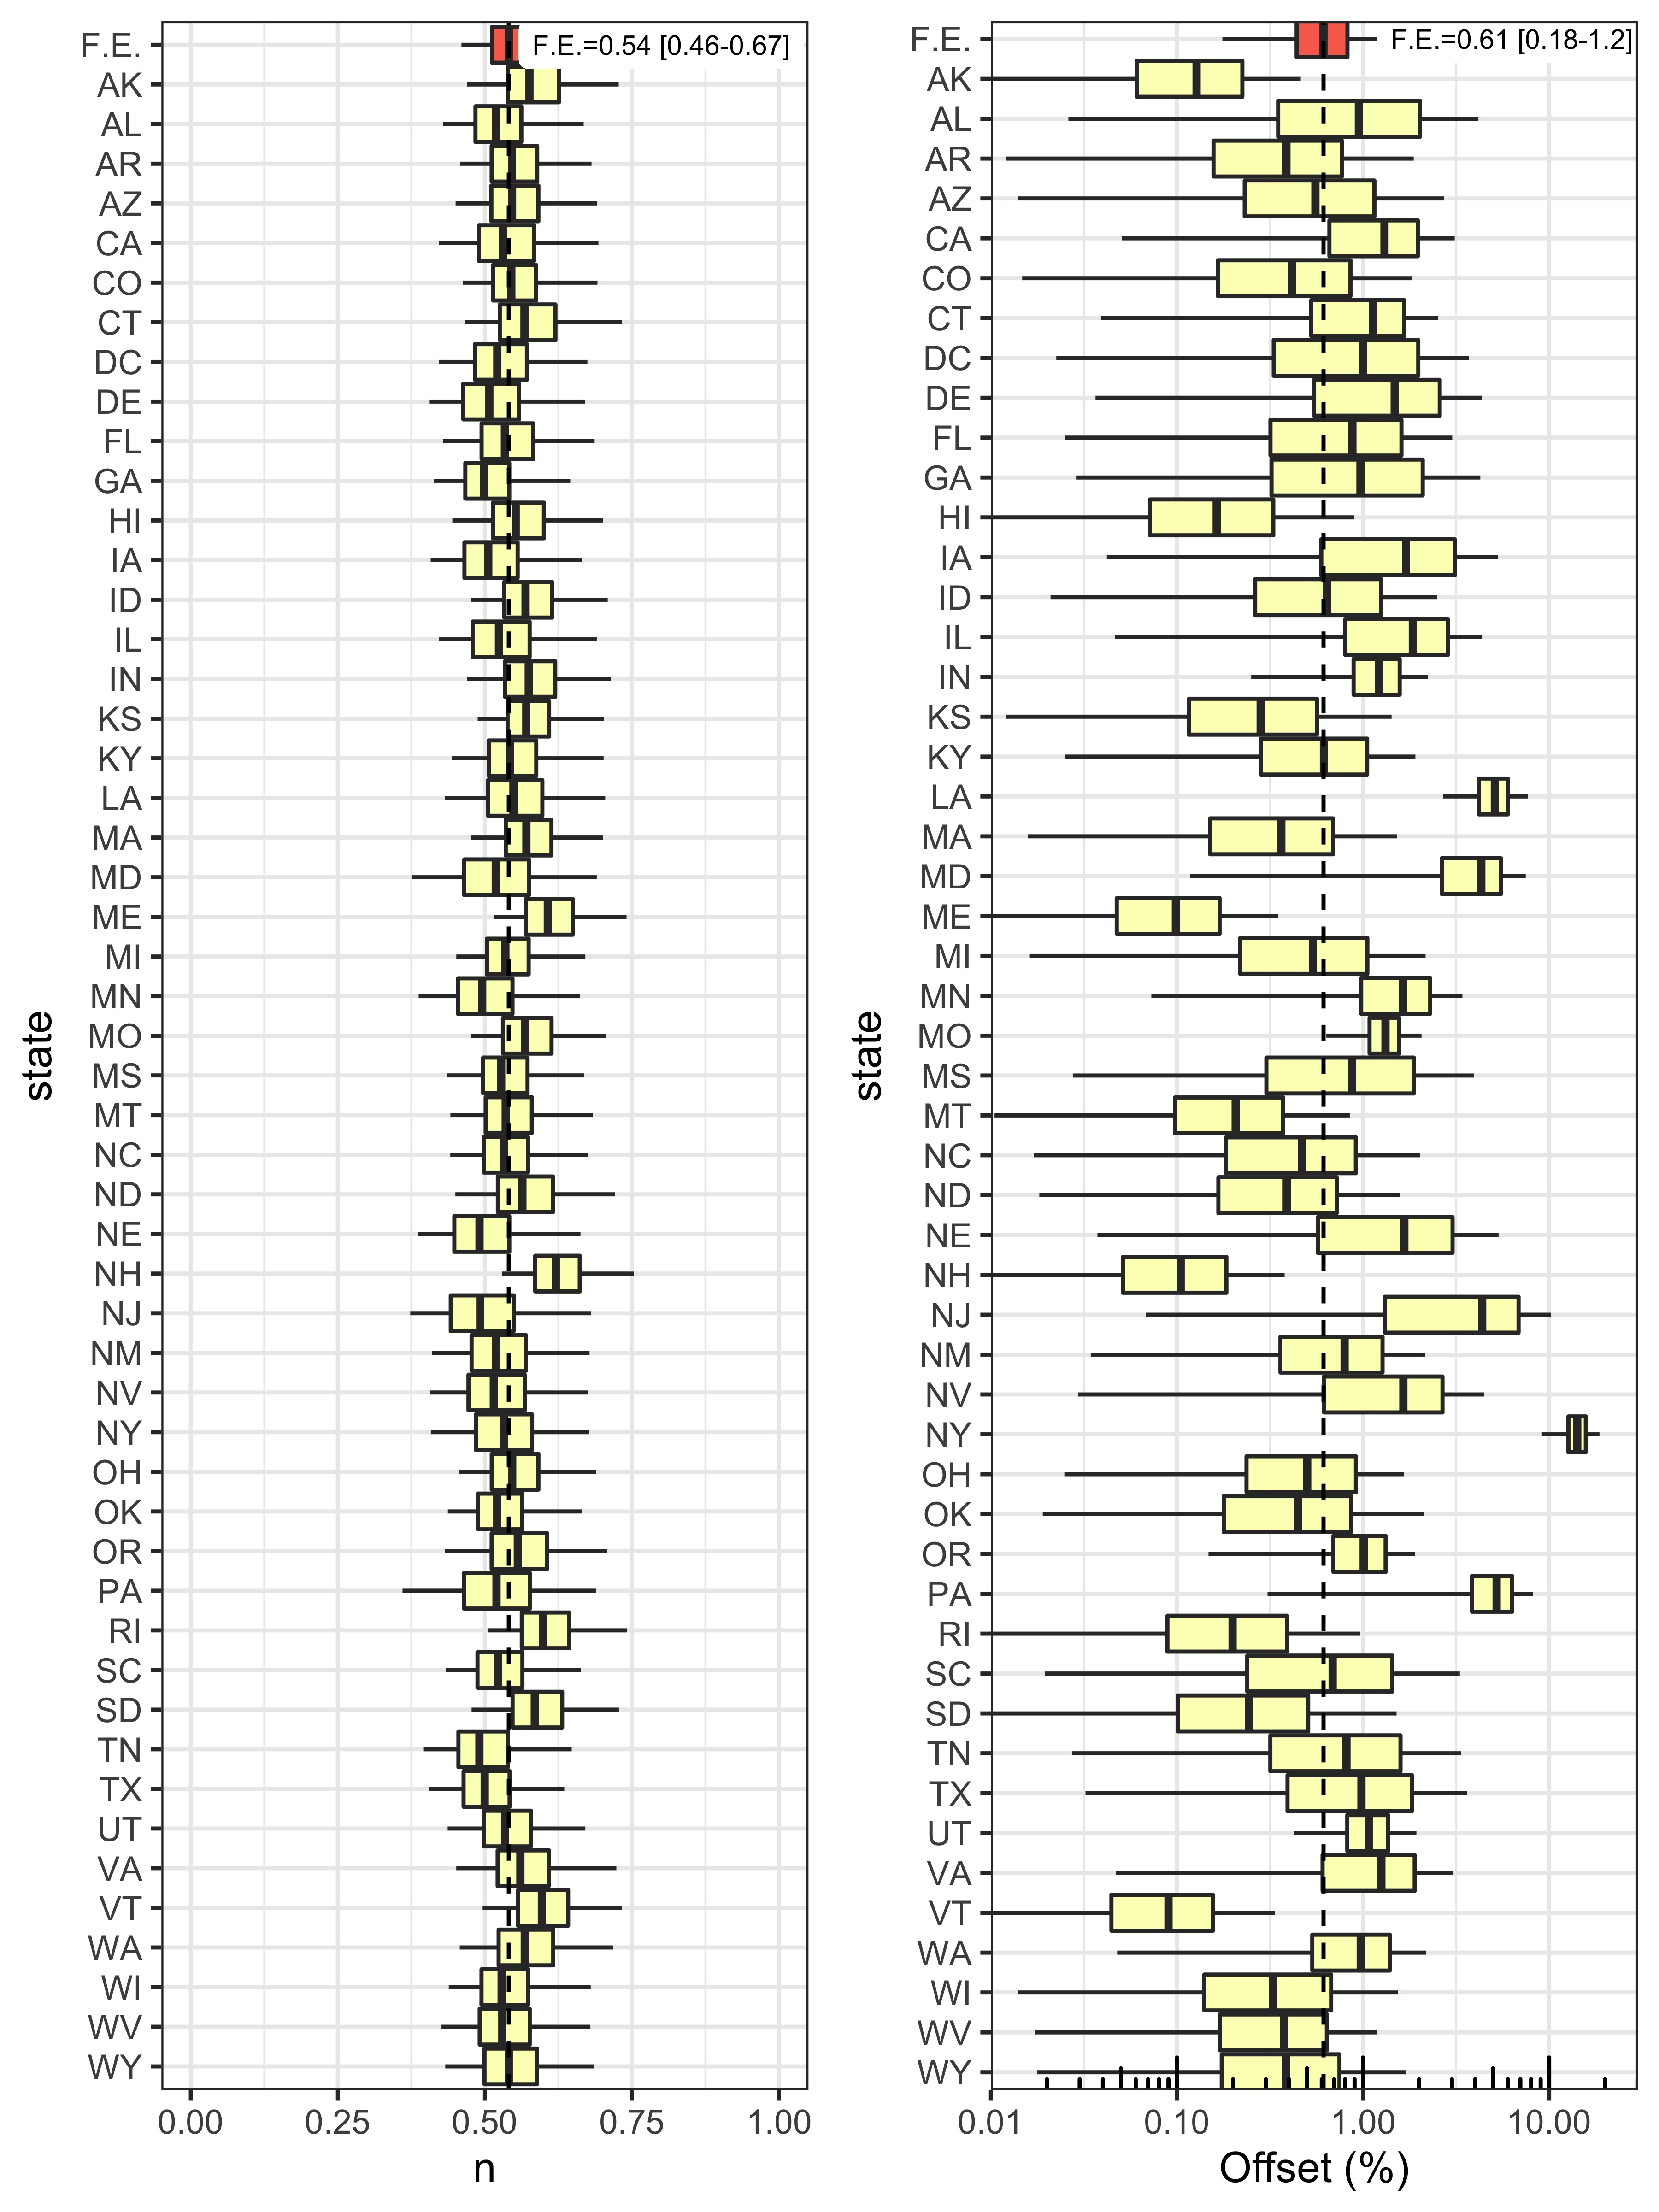 F.E.
AK
AL
AR
AZ
CA
CO
CT
DC
DE
FL
GA
HI
IA
ID
IL
IN
KS
KY
LA
MA
MD
ME
MI
MN
MO
MS
MT
NC
ND
NE
NH
NJ
NM
NV
NY
OH
OK
OR
PA
RI
SC
SD
TN
TX
UT
VA
VT
WA
WI
WV
WY
state
F.E.=0.54 [0.46-0.67]
0.00 0.25 0.50 0.75 1.00
n
F.E.
AK
AL
AR
AZ
CA
CO
CT
DC
DE
FL
GA
HI
IA
ID
IL
IN
KS
KY
LA
MA
MD
ME
MI
MN
MO
MS
MT
NC
ND
NE
NH
NJ
NM
NV
NY
OH
OK
OR
PA
RI
SC
SD
TN
TX
UT
VA
VT
WA
WI
WV
WY
state
F.E.=0.61 [0.18-1.2]
0.01 0.10 1.00 10.00
Offset (%)